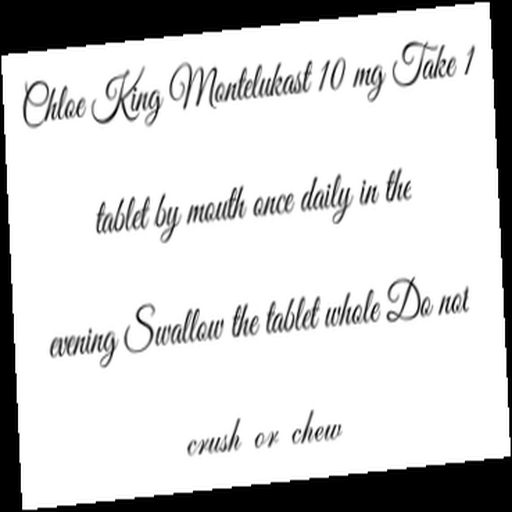 Chloe King Montelukast 10 mg Take 1
tablet by mouth once daily in the
evening Swallow the tablet whole Do not
crush or chew